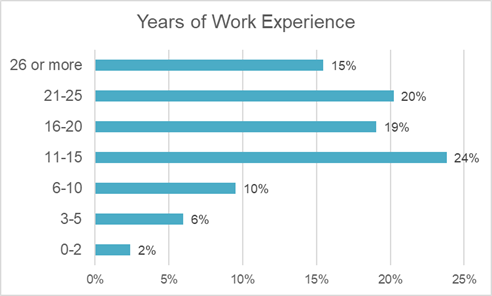 Years of Work Experience
26 or more 15%
21-25 20%
16-20 19%
11-15 24%
6-10 10%
3-5 6%
0-2 2%
0% 5% 10% 15% 20% 25%